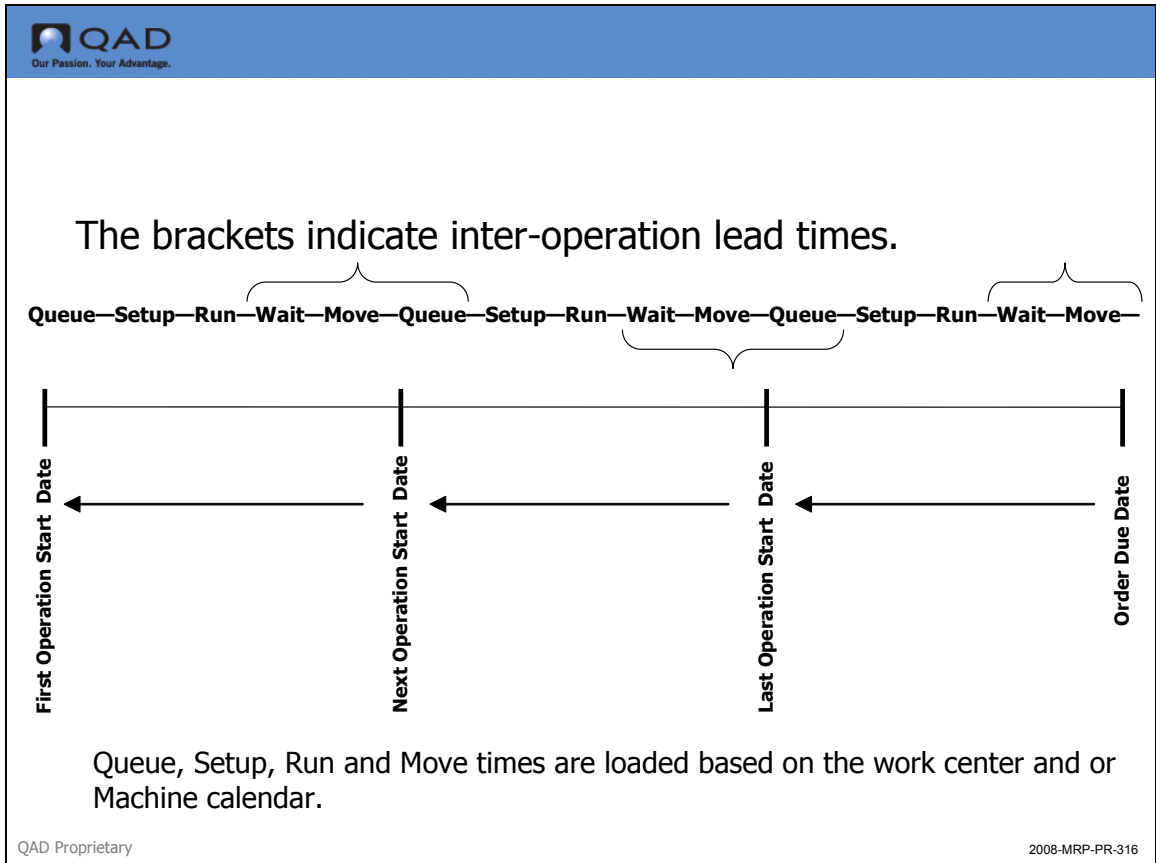 QAD
Our Passion. Your Advantage.
The brackets indicate inter-operation lead times.
Queue—Setup—Run—Wait—Move—Queue—Setup—Run—Wait—Move—Queue—Setup—Run—Wait—Move—
First Operation Start Date
Next Operation Start Date
Last Operation Start Date
Order Due Date
Queue, Setup, Run and Move times are loaded based on the work center and or
Machine calendar.
QAD Proprietary
2008-MRP-PR-316